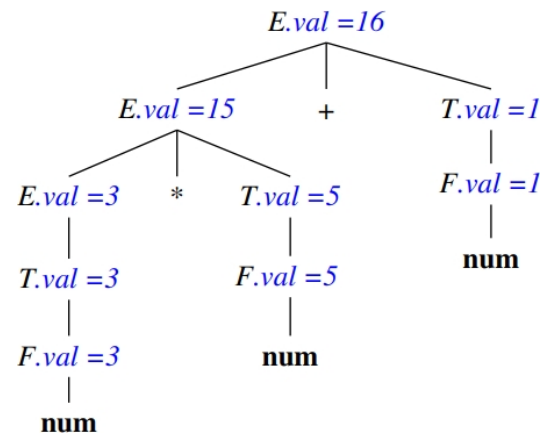 E.val =16
E.val =15 + T.val =1
E.val =3 * T.val =5 F.val =1
num
T.val =3 F.val =5
F.val =3 num
num